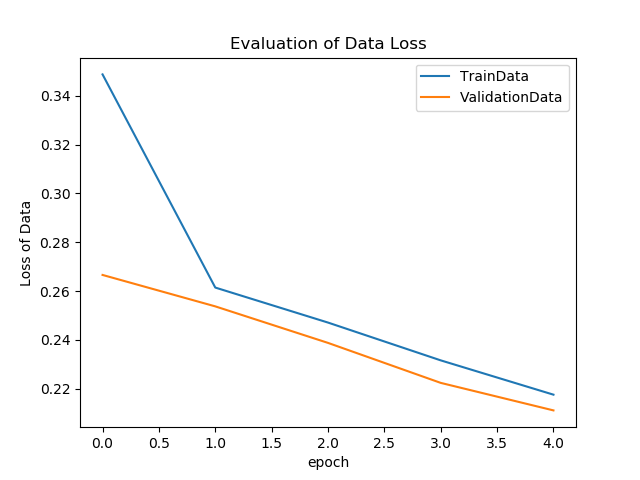 Evaluation of Data Loss
TrainData
ValidationData
0.34
0.32
0.30
0.28
0.26
0.24
0.22
Loss of Data
0.0 0.5 1.0 1.5 2.0 2.5 3.0 3.5 4.0
epoch